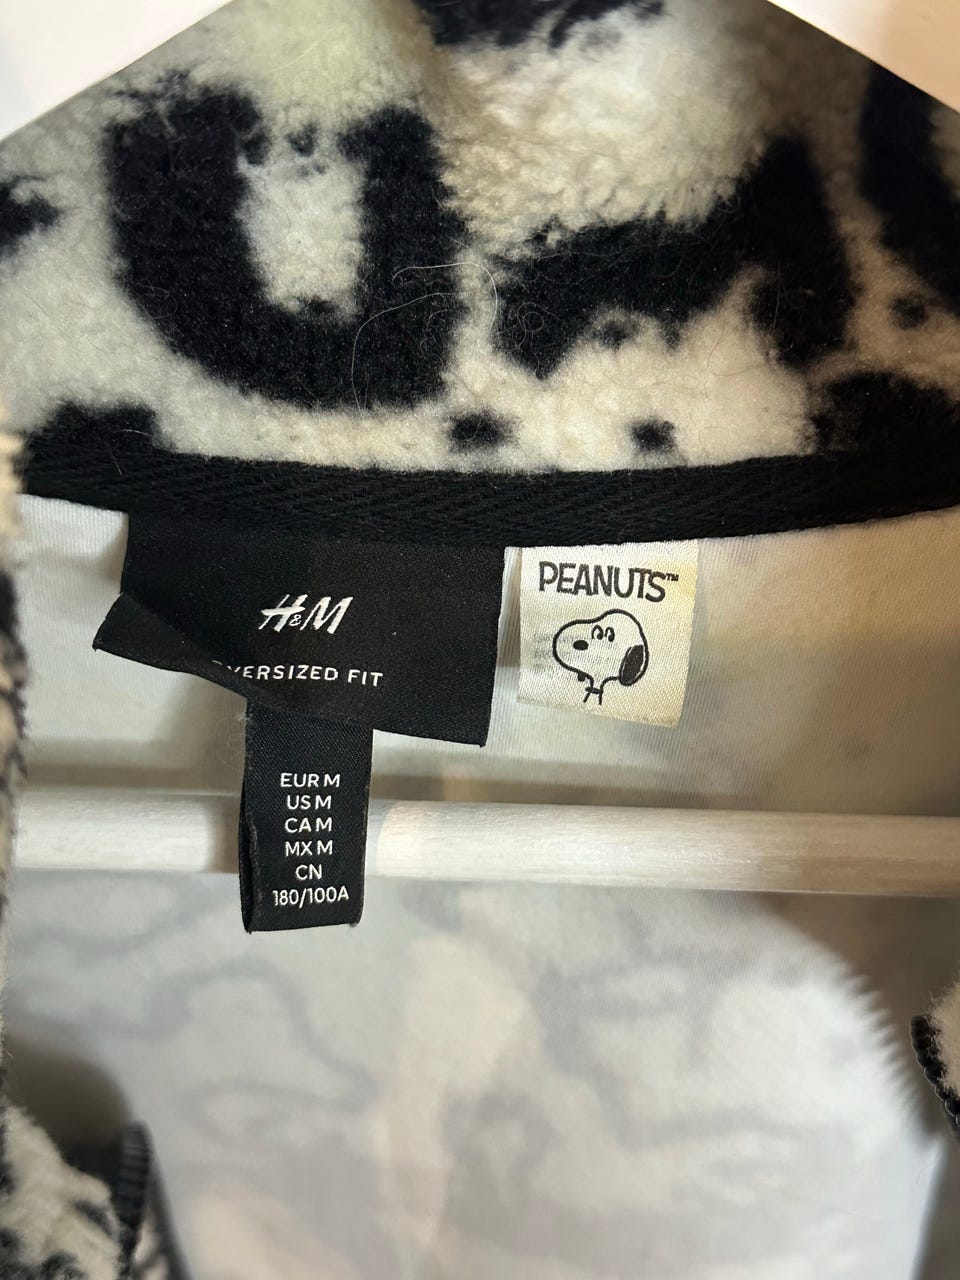 H&M
VERSIZED FIT
PEANUTS™
EUR M
US M
CA M
MX M
CN
180/100A